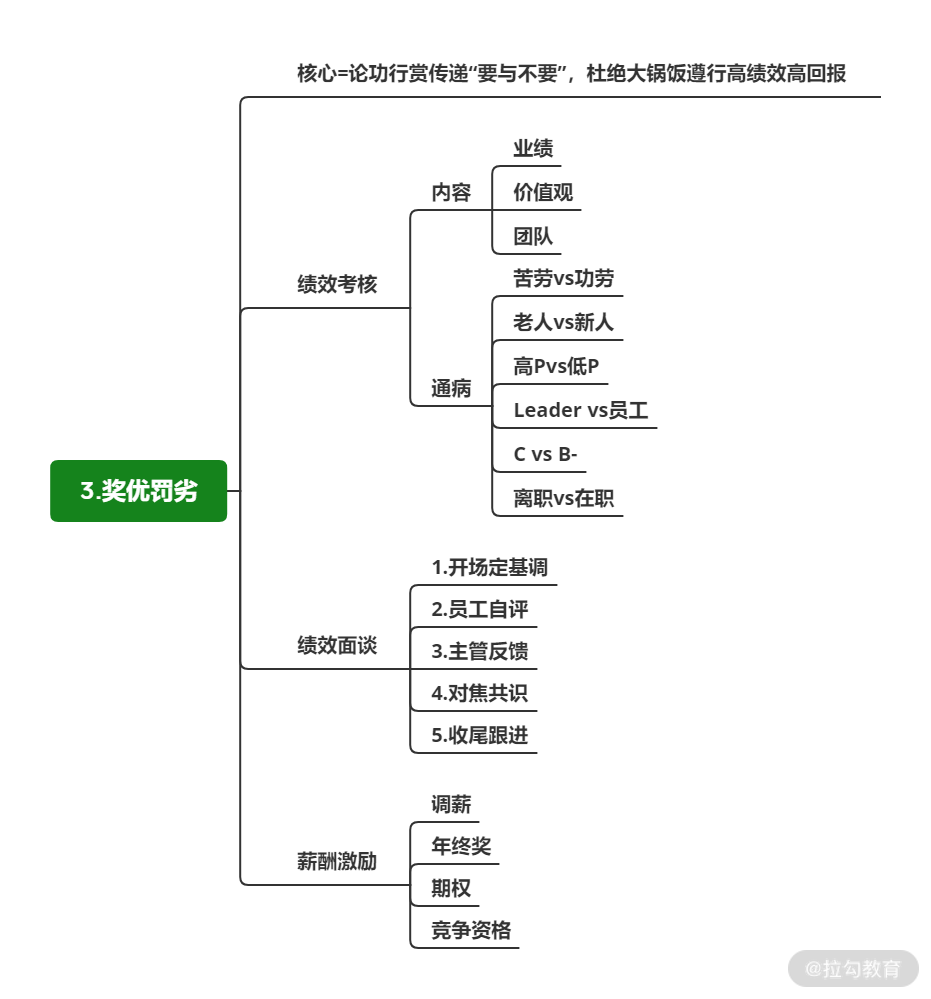 核心=论功行赏传递“要与不要”，杜绝大锅饭遵行高绩效高回报
业绩
内容
价值观
团队
绩效考核
苦劳vs功劳
老人vs新人
高Pvs低P
通病
Leader vs员工
C vs B-
离职vs在职
3.奖优罚劣
1.开场定基调
2.员工自评
绩效面谈
3.主管反馈
4.对焦共识
5.收尾跟进
调薪
年终奖
薪酬激励
期权
竞争资格
@拉勾教育